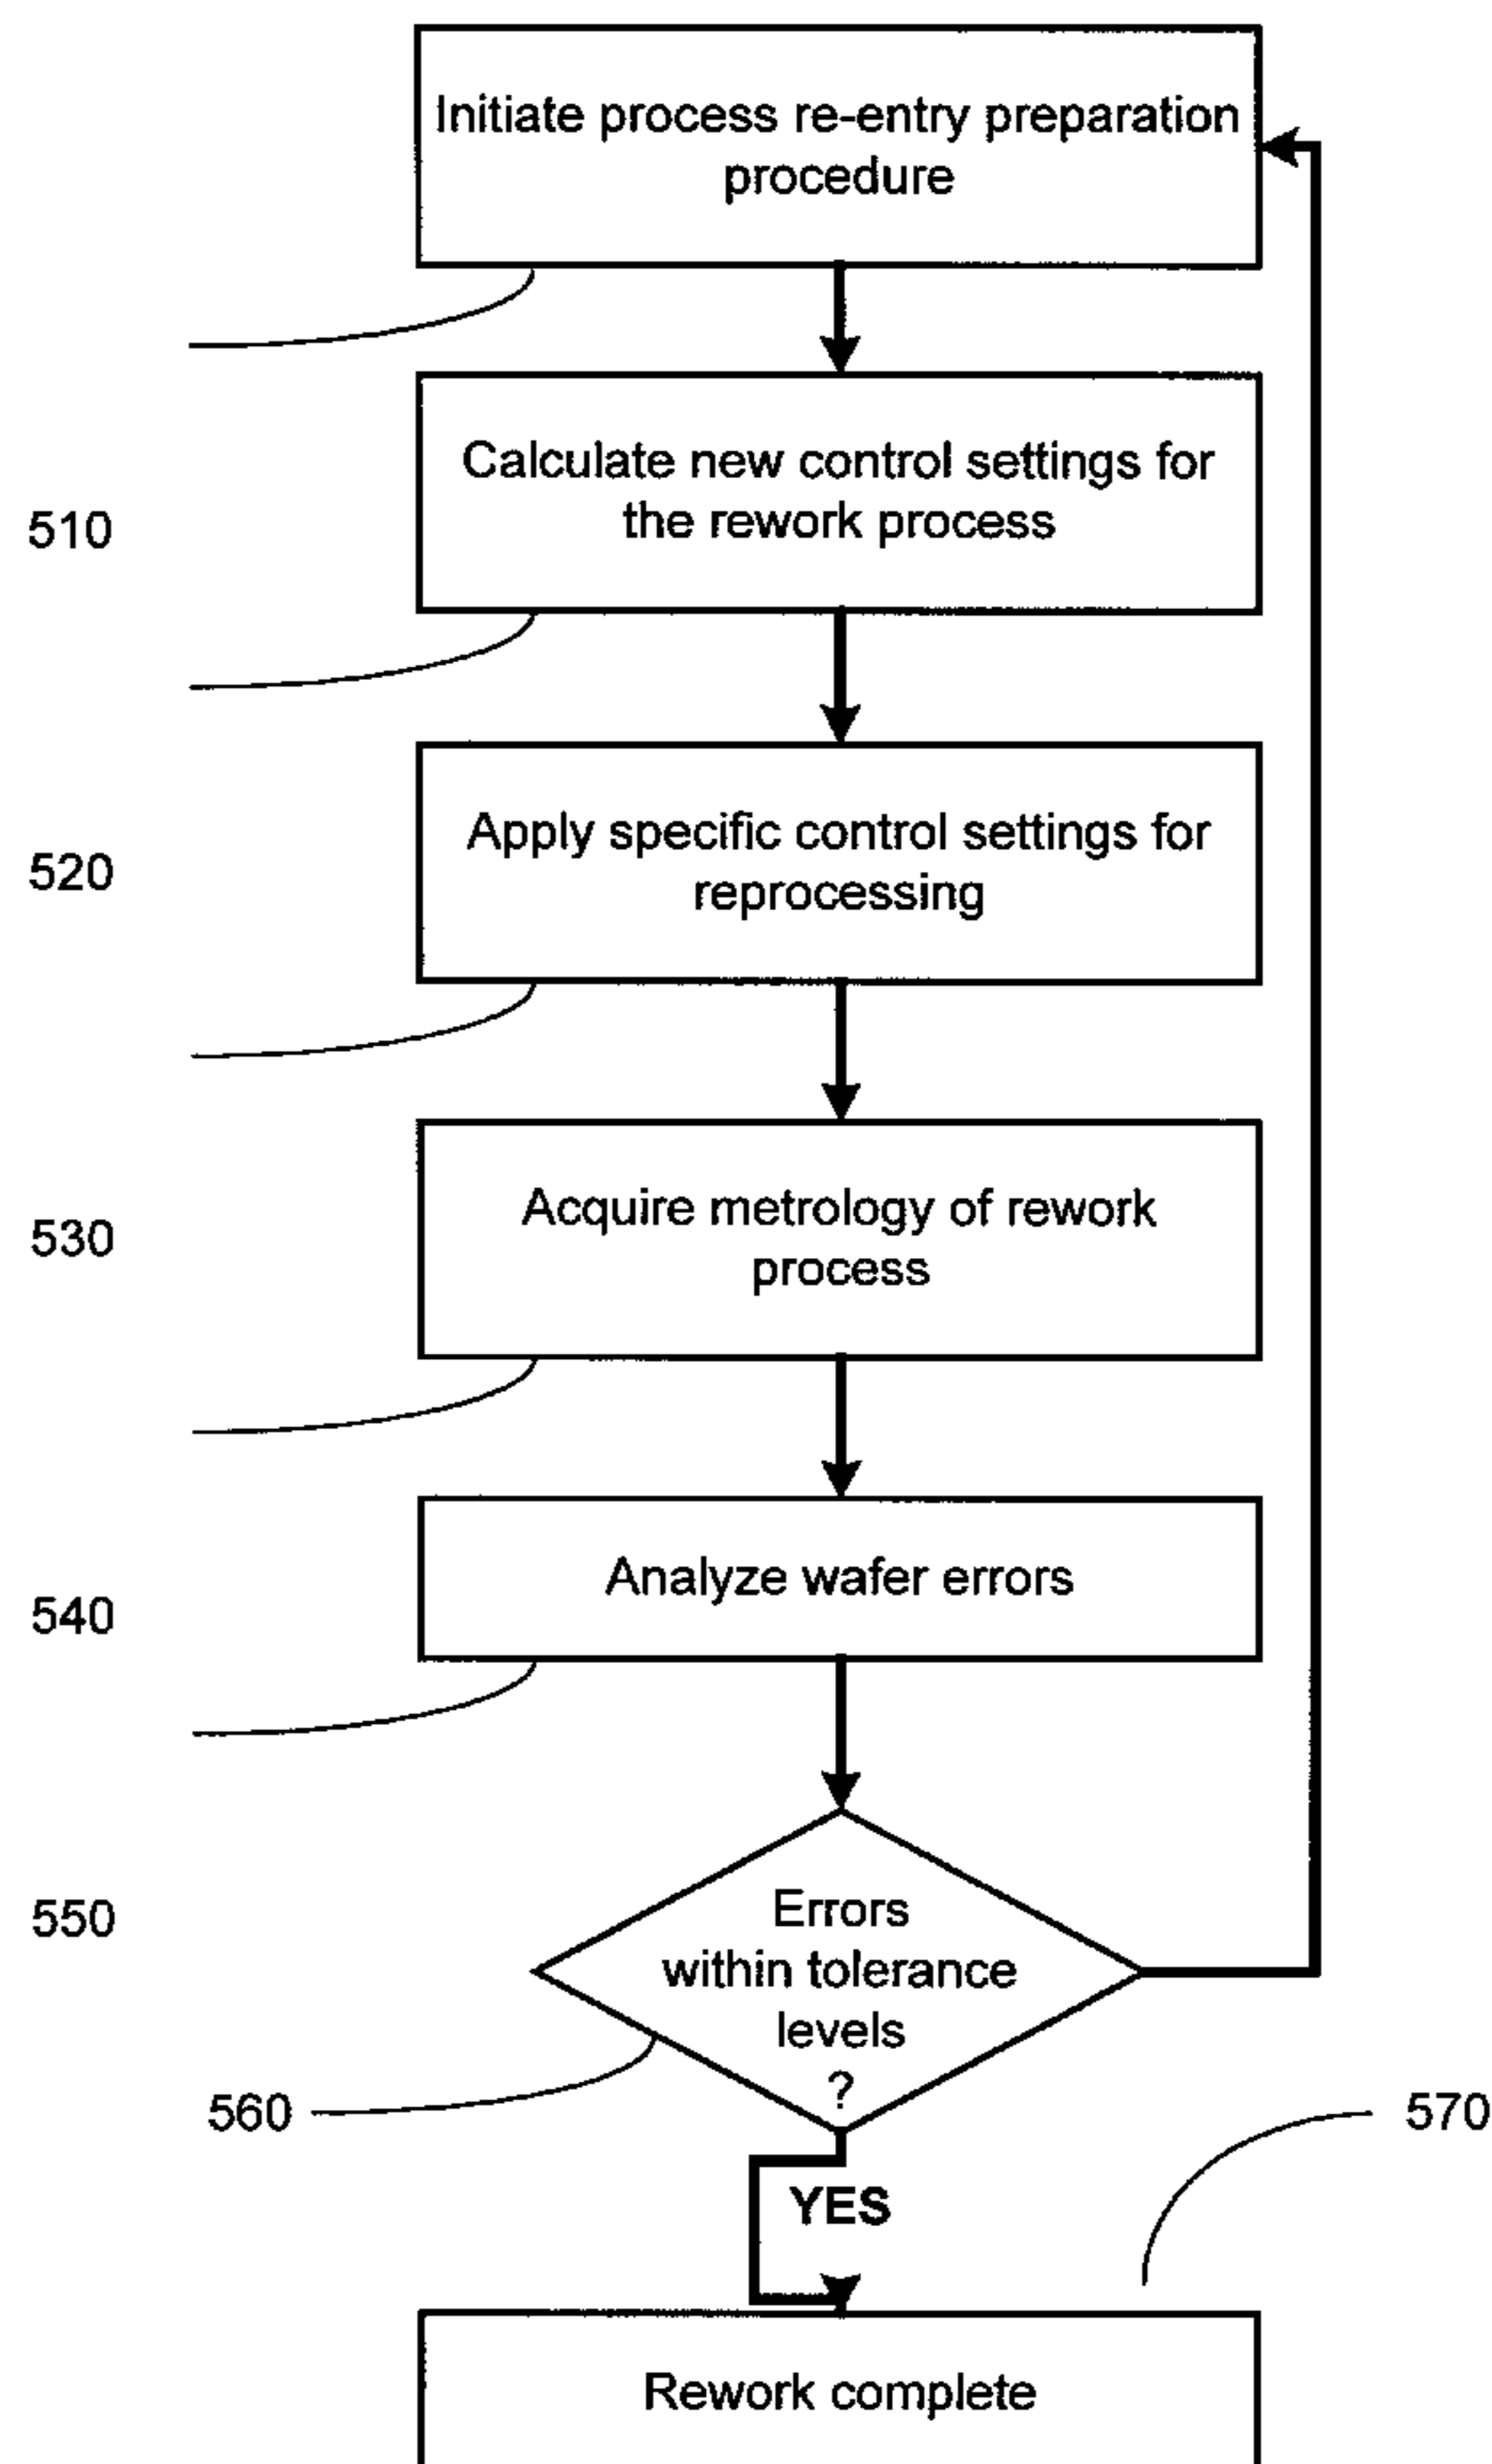 Initiate process re-entry preparation
procedure
Calculate new control settings for
the rework process
510
Apply specific control settings for
reprocessing
520
Acquire metrology of rework
process
530
Analyze wafer errors
540
Errors
within tolerance
levels
?
550
560
570
YES
Rework complete